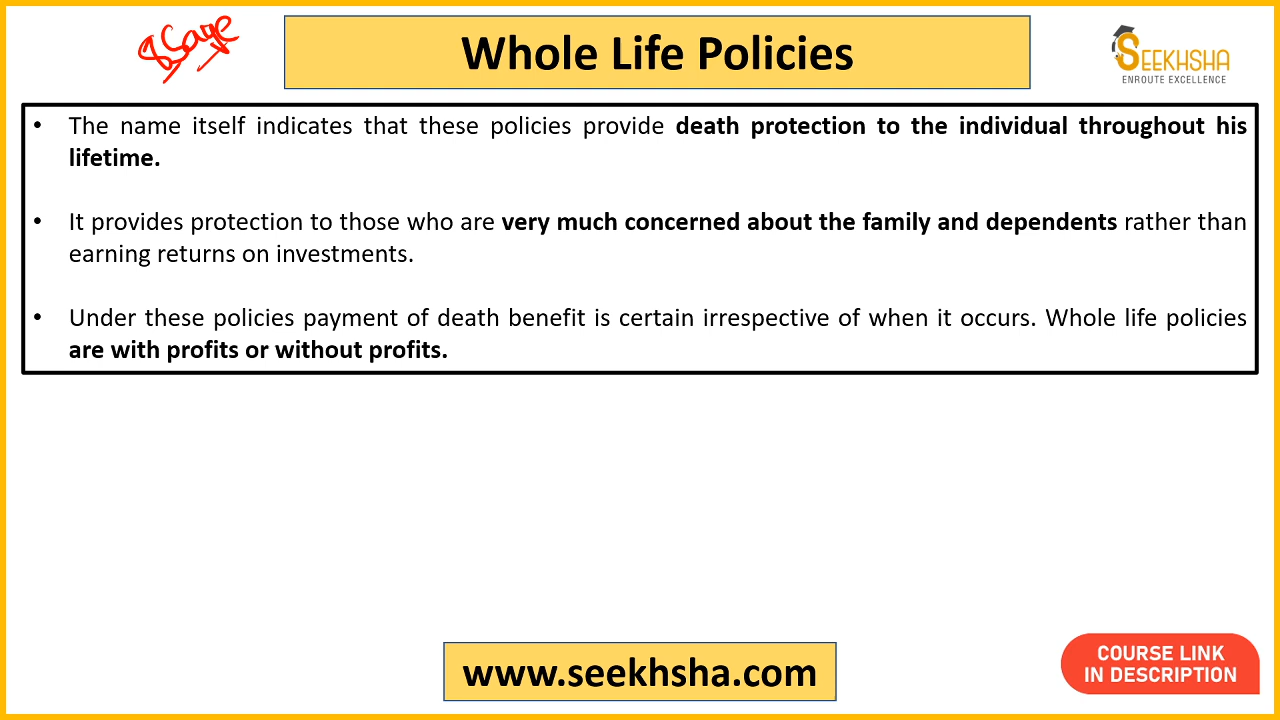 Whole Life Policies
SEEKHSHA
ENROUTE EXCELLENCE
• The name itself indicates that these policies provide death protection to the individual throughout his
lifetime.
• It provides protection to those who are very much concerned about the family and dependents rather than
earning returns on investments.
• Under these policies payment of death benefit is certain irrespective of when it occurs. Whole life policies
are with profits or without profits.
www.seekhsha.com
COURSE LINK
IN DESCRIPTION